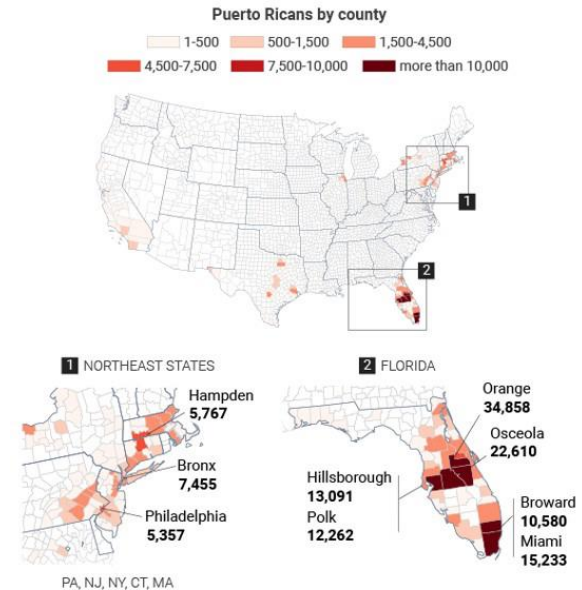 Puerto Ricans by county
1-500 500-1,500 1,500-4,500
4,500-7,500 7,500-10,000 more than 10,000
1
2
1 NORTHEAST STATES
Hampden
5,767
Bronx
7,455
Philadelphia
5,357
PA, NJ, NY, CT, MA
2 FLORIDA
Orange
34,858
Osceola
22,610
Hillsborough
13,091
Polk
12,262
Broward
10,580
Miami
15,233